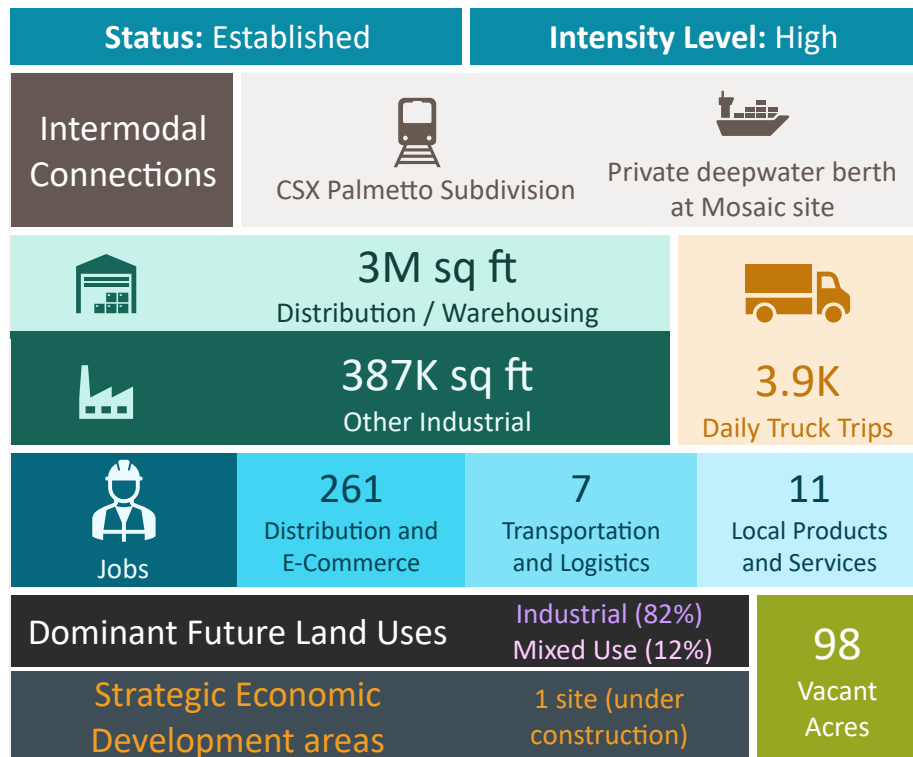 Status: Established
Intensity Level: High
Intermodal
Connections
CSX Palmetto Subdivision
Private deepwater berth
at Mosaic site
3M sq ft
Distribution / Warehousing
387K sq ft
Other Industrial
3.9K
Daily Truck Trips
Jobs
261
Distribution and
E-Commerce
7
Transportation
and Logistics
11
Local Products
and Services
Dominant Future Land Uses
Industrial (82%)
Mixed Use (12%)
Strategic Economic
Development areas
1 site (under
construction)
98
Vacant
Acres